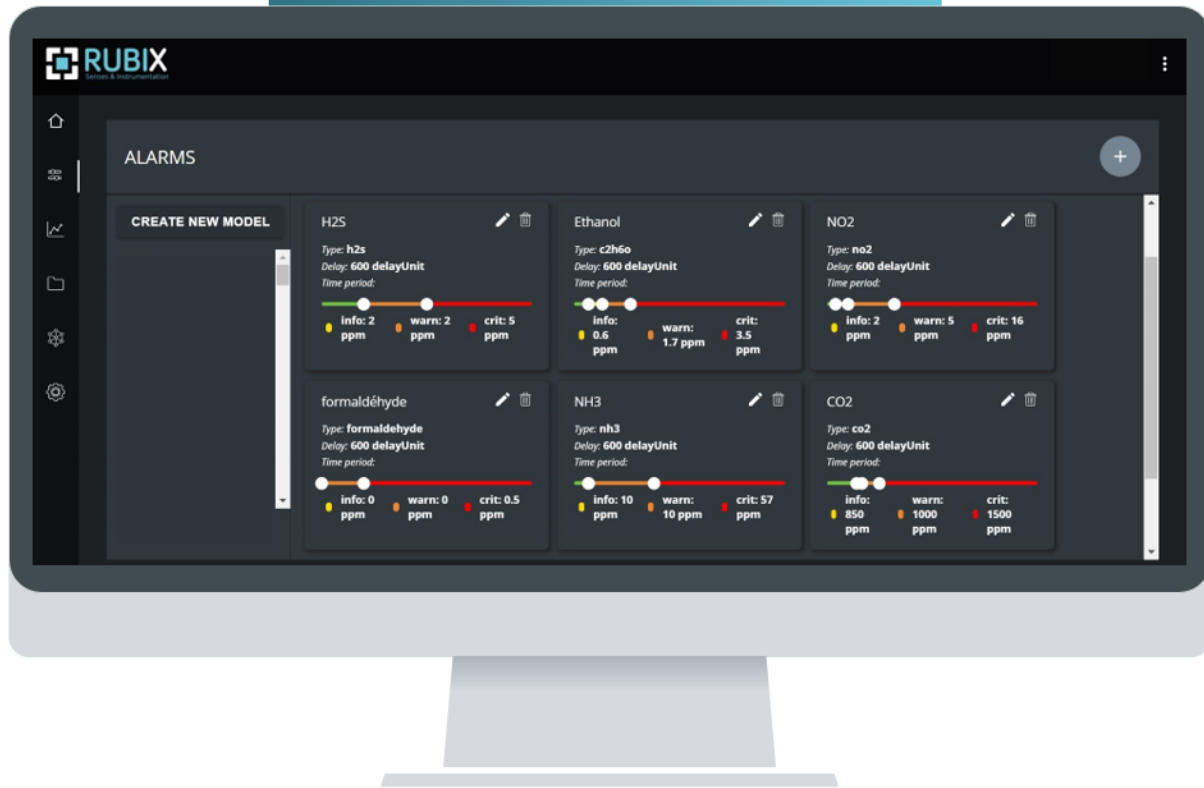 RUBIX
Senses & Instrumentation
ALARMS
+
CREATE NEW MODEL
H2S
Type: h2s
Delay: 600 delayUnit
Time period:
info: 2 ppm
warn: 2 ppm
crit: 5 ppm
Ethanol
Type: c2h6o
Delay: 600 delayUnit
Time period:
info: 0.6 ppm
warn: 1.7 ppm
crit: 3.5 ppm
NO2
Type: no2
Delay: 600 delayUnit
Time period:
info: 2 ppm
warn: 5 ppm
crit: 16 ppm
formaldéhyde
Type: formaldehyde
Delay: 600 delayUnit
Time period:
info: 0 ppm
warn: 0 ppm
crit: 0.5 ppm
NH3
Type: nh3
Delay: 600 delayUnit
Time period:
info: 10 ppm
warn: 10 ppm
crit: 57 ppm
CO2
Type: co2
Delay: 600 delayUnit
Time period:
info: 850 ppm
warn: 1000 ppm
crit: 1500 ppm